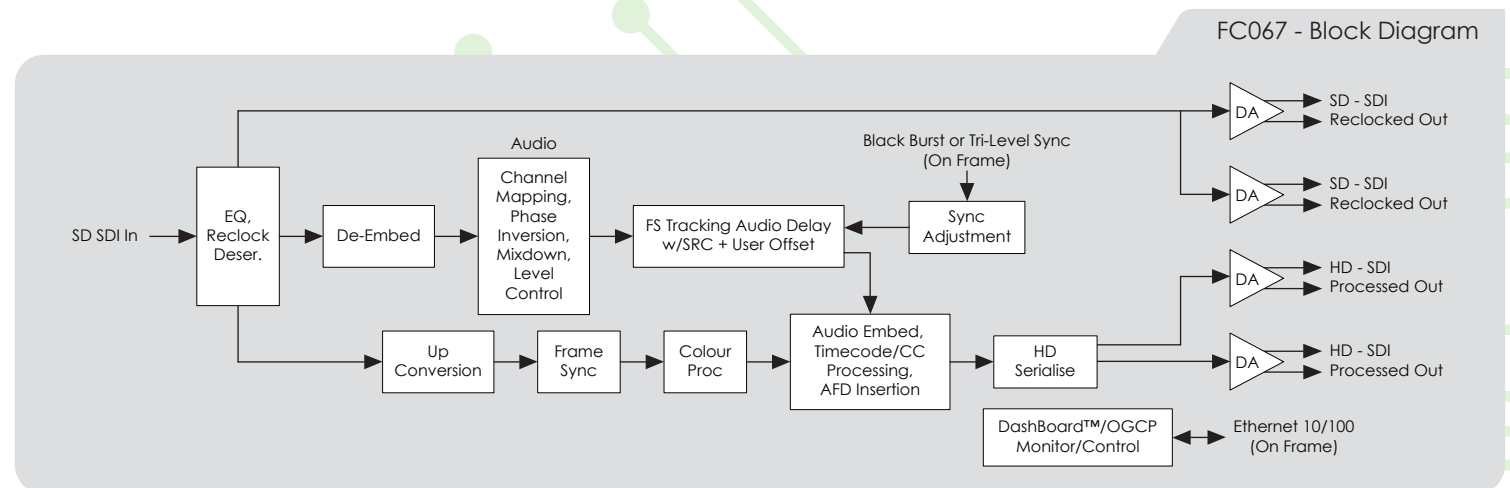 FC067 - Block Diagram
SD SDI In
EQ,
Reclock
Deser.
De-Embed
Audio
Channel
Mapping,
Phase
Inversion,
Mixdown,
Level
Control
FS Tracking Audio Delay
w/SRC + User Offset
Black Burst or Tri-Level Sync
(On Frame)
Sync
Adjustment
Up
Conversion
Frame
Sync
Colour
Proc
Audio Embed,
Timecode/CC
Processing,
AFD Insertion
HD
Serialise
DA
SD - SDI
Reclocked Out
DA
SD - SDI
Reclocked Out
DA
HD - SDI
Processed Out
DA
HD - SDI
Processed Out
DashBoard™/OGCP
Monitor/Control
Ethernet 10/100
(On Frame)